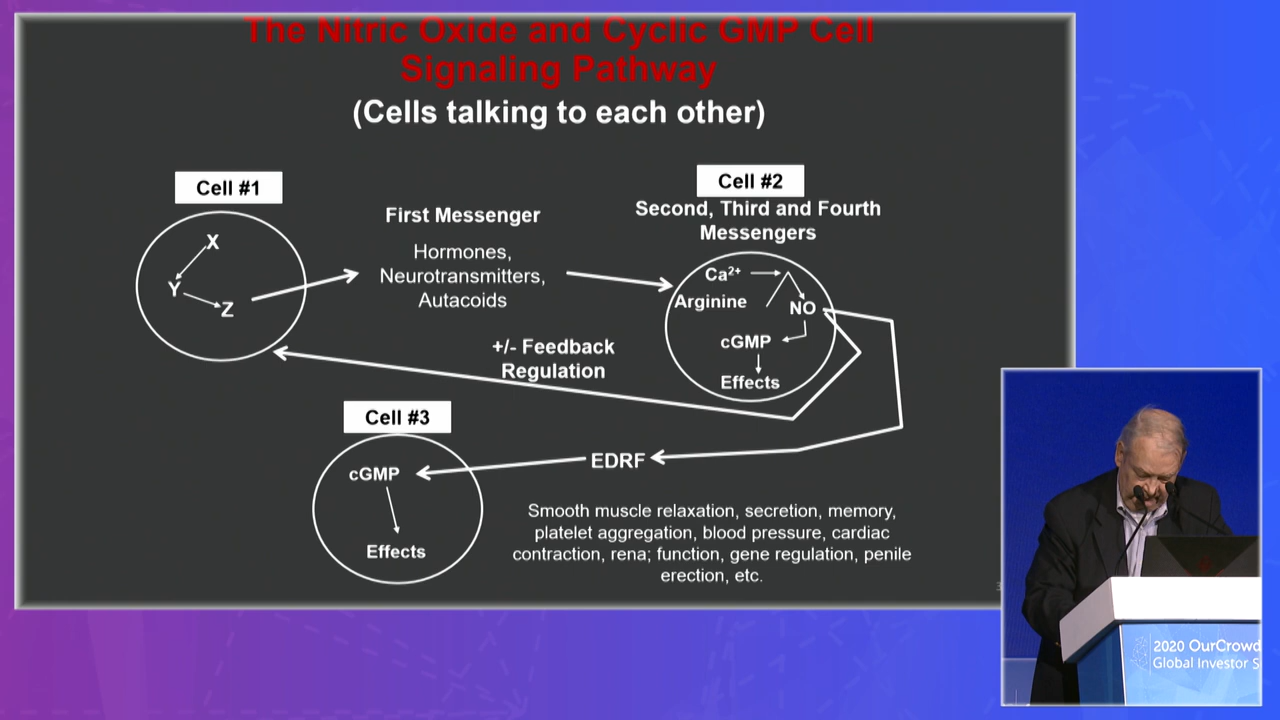 The Nitric Oxide and Cyclic GMP Cell
Signaling Pathway
(Cells talking to each other)
Cell #1
X
Y
Z
First Messenger
Hormones,
Neurotransmitters,
Autacoids
Cell #2
Second, Third and Fourth
Messengers
Ca²⁺
Arginine
NO
cGMP
Effects
+/- Feedback
Regulation
Cell #3
cGMP
Effects
EDRF
Smooth muscle relaxation, secretion, memory,
platelet aggregation, blood pressure, cardiac
contraction, rena; function, gene regulation, penile
erection, etc.
2020 OurCrowd
Global Investor S